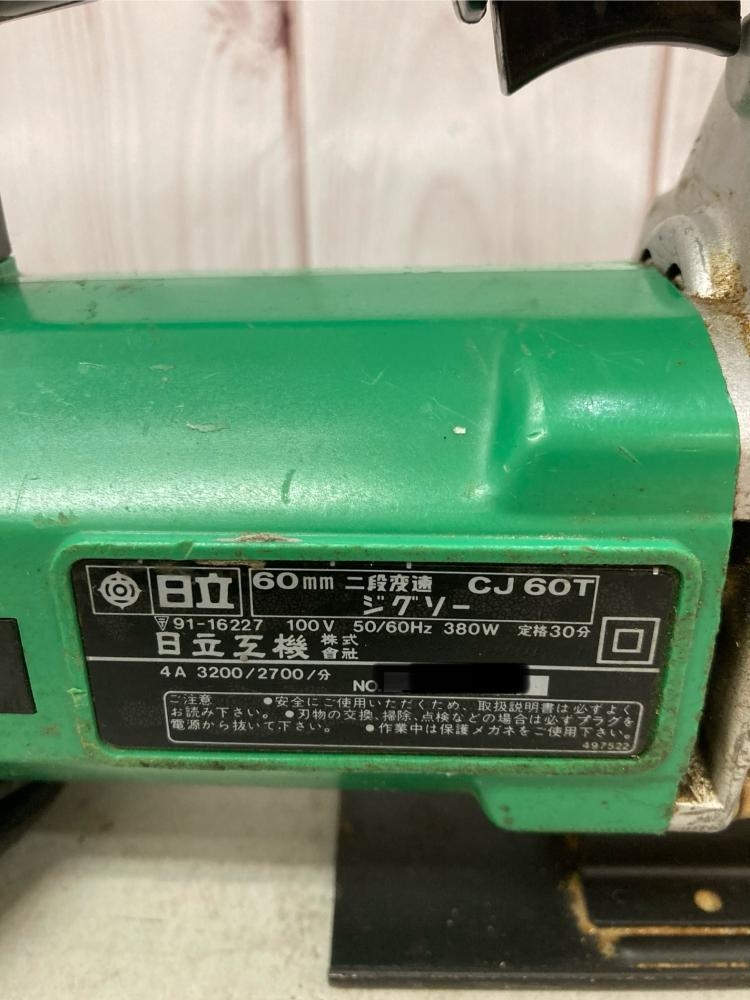 日立 60mm 二段変速 CJ 60T
ジグソー
91-16227 100V 50/60Hz 380W 定格30分
日立工機 株式會社
4A 3200/2700/分
NO.
ご注意 ●安全にご使用いただくため、取扱説明書は必ずよく
お読み下さい。 ●刃物の交換、掃除、点検などの場合は必ずプラグを
電源から抜いて下さい。 ●作業中は保護メガネをご使用下さい。
497522